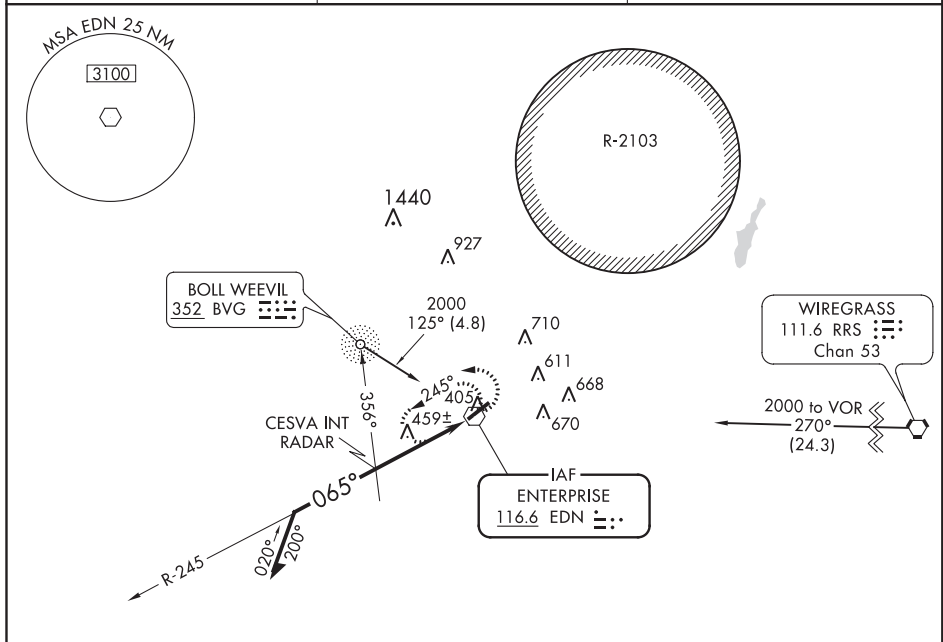 MSA EDN 25 NM
3100
R-2103
1440
927
BOLL WEEVIL
352 BVG
2000
125° (4.8)
WIREGRASS
111.6 RRS
Chan 53
710
611
668
670
2000 to VOR
270°
(24.3)
356°
245°
405
459±
CESVA INT
RADAR
065°
IAF
ENTERPRISE
116.6 EDN
020°
200°
R-245